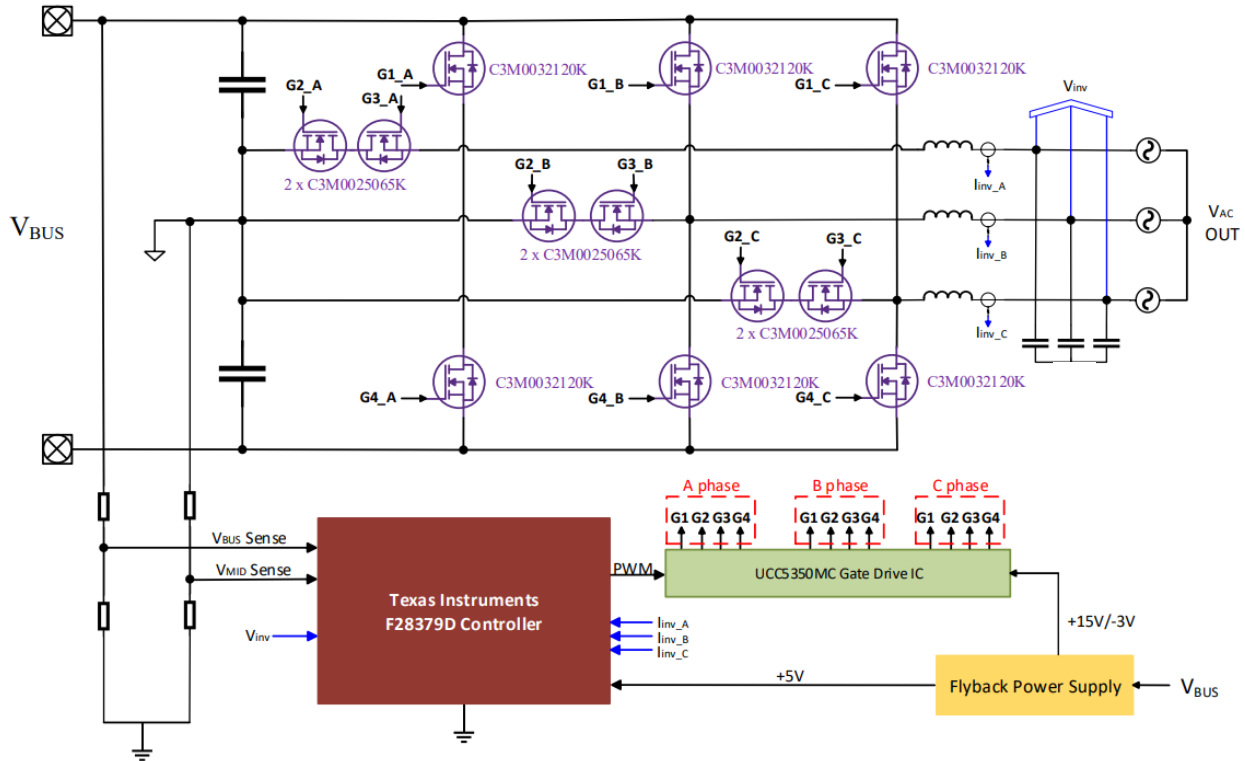 G1_A
C3M0032120K
G1_B
C3M0032120K
G1_C
C3M0032120K
Vinv
G2_A
G3_A
2 x C3M0025065K
Iinv_A
G2_B
G3_B
2 x C3M0025065K
Iinv_B
VBUS
VAC
OUT
G2_C
G3_C
2 x C3M0025065K
Iinv_C
G4_A
C3M0032120K
G4_B
C3M0032120K
G4_C
C3M0032120K
A phase
B phase
C phase
G1 G2 G3 G4
G1 G2 G3 G4
G1 G2 G3 G4
VBUS Sense
VMID Sense
Vinv
Texas Instruments
F28379D Controller
PWM
UCC5350MC Gate Drive IC
Iinv_A
Iinv_B
Iinv_C
+15V/-3V
+5V
Flyback Power Supply
VBUS